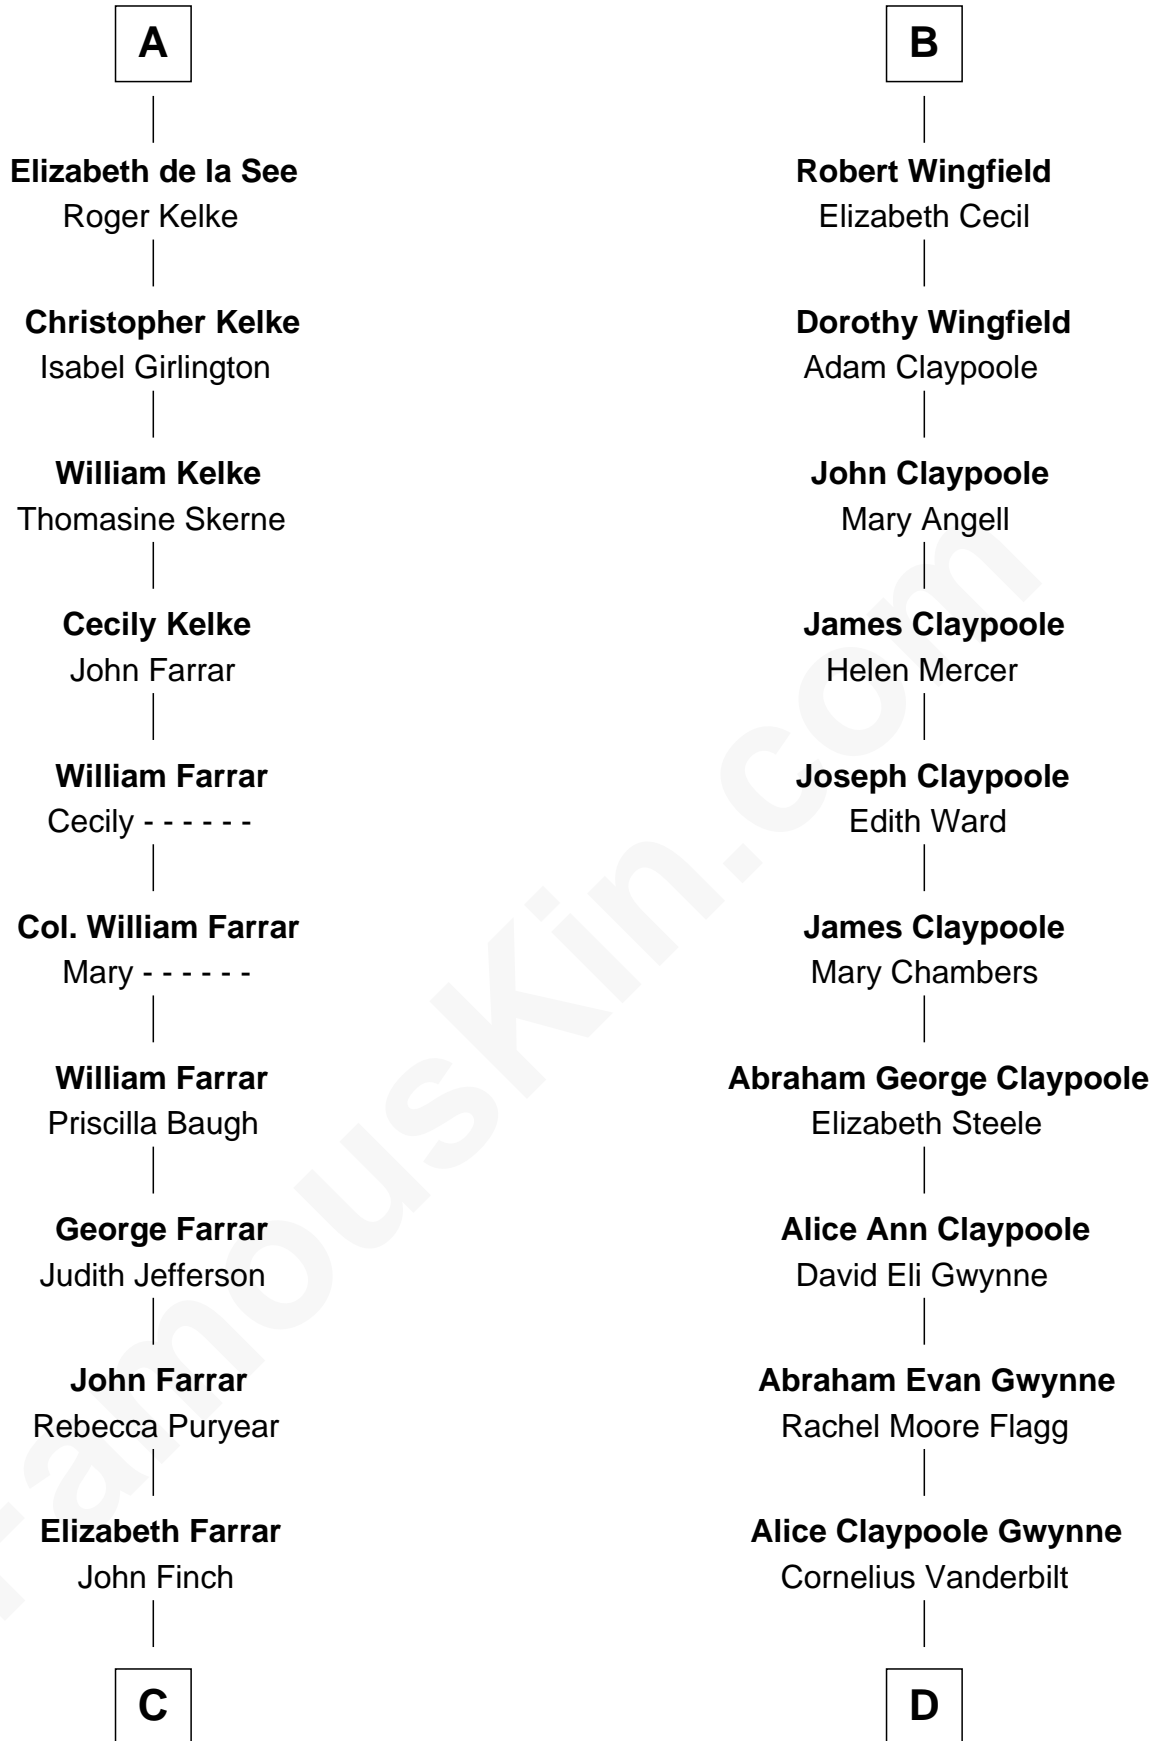 A
Elizabeth de la See
Roger Kelke
Christopher Kelke
Isabel Girlington
William Kelke
Thomasine Skerne
Cecily Kelke
John Farrar
William Farrar
Cecily - - - - - -
Col. William Farrar
Mary - - - - - -
William Farrar
Priscilla Baugh
George Farrar
Judith Jefferson
John Farrar
Rebecca Puryear
Elizabeth Farrar
John Finch
C
B
Robert Wingfield
Elizabeth Cecil
Dorothy Wingfield
Adam Claypoole
John Claypoole
Mary Angell
James Claypoole
Helen Mercer
Joseph Claypoole
Edith Ward
James Claypoole
Mary Chambers
Abraham George Claypoole
Elizabeth Steele
Alice Ann Claypoole
David Eli Gwynne
Abraham Evan Gwynne
Rachel Moore Flagg
Alice Claypoole Gwynne
Cornelius Vanderbilt
D
FamousKin.com